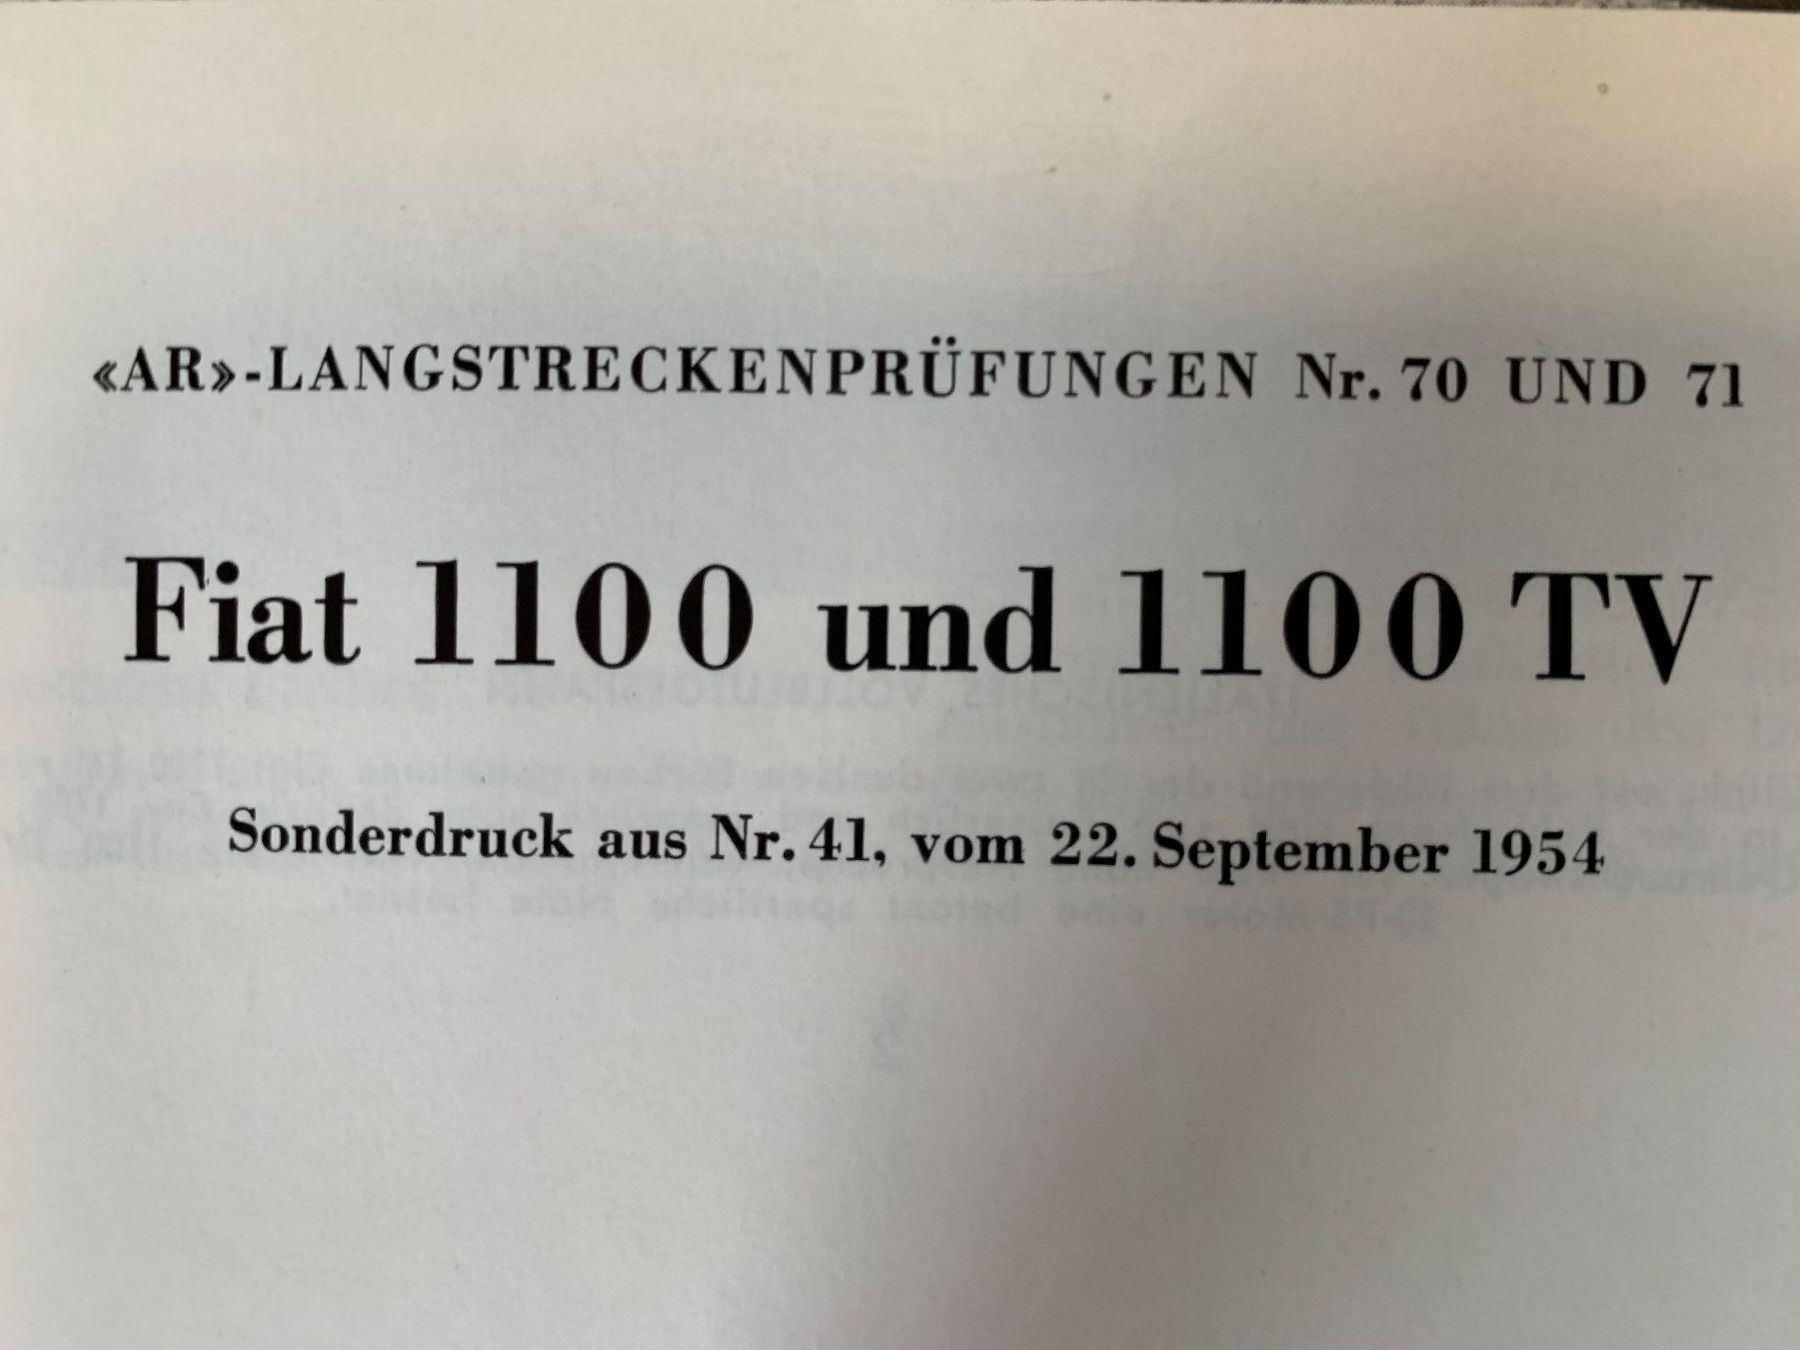 «AR»-LANGSTRECKENPRÜFUNGEN Nr. 70 UND 71
Fiat 1100 und 1100 TV
Sonderdruck aus Nr. 41, vom 22. September 1954